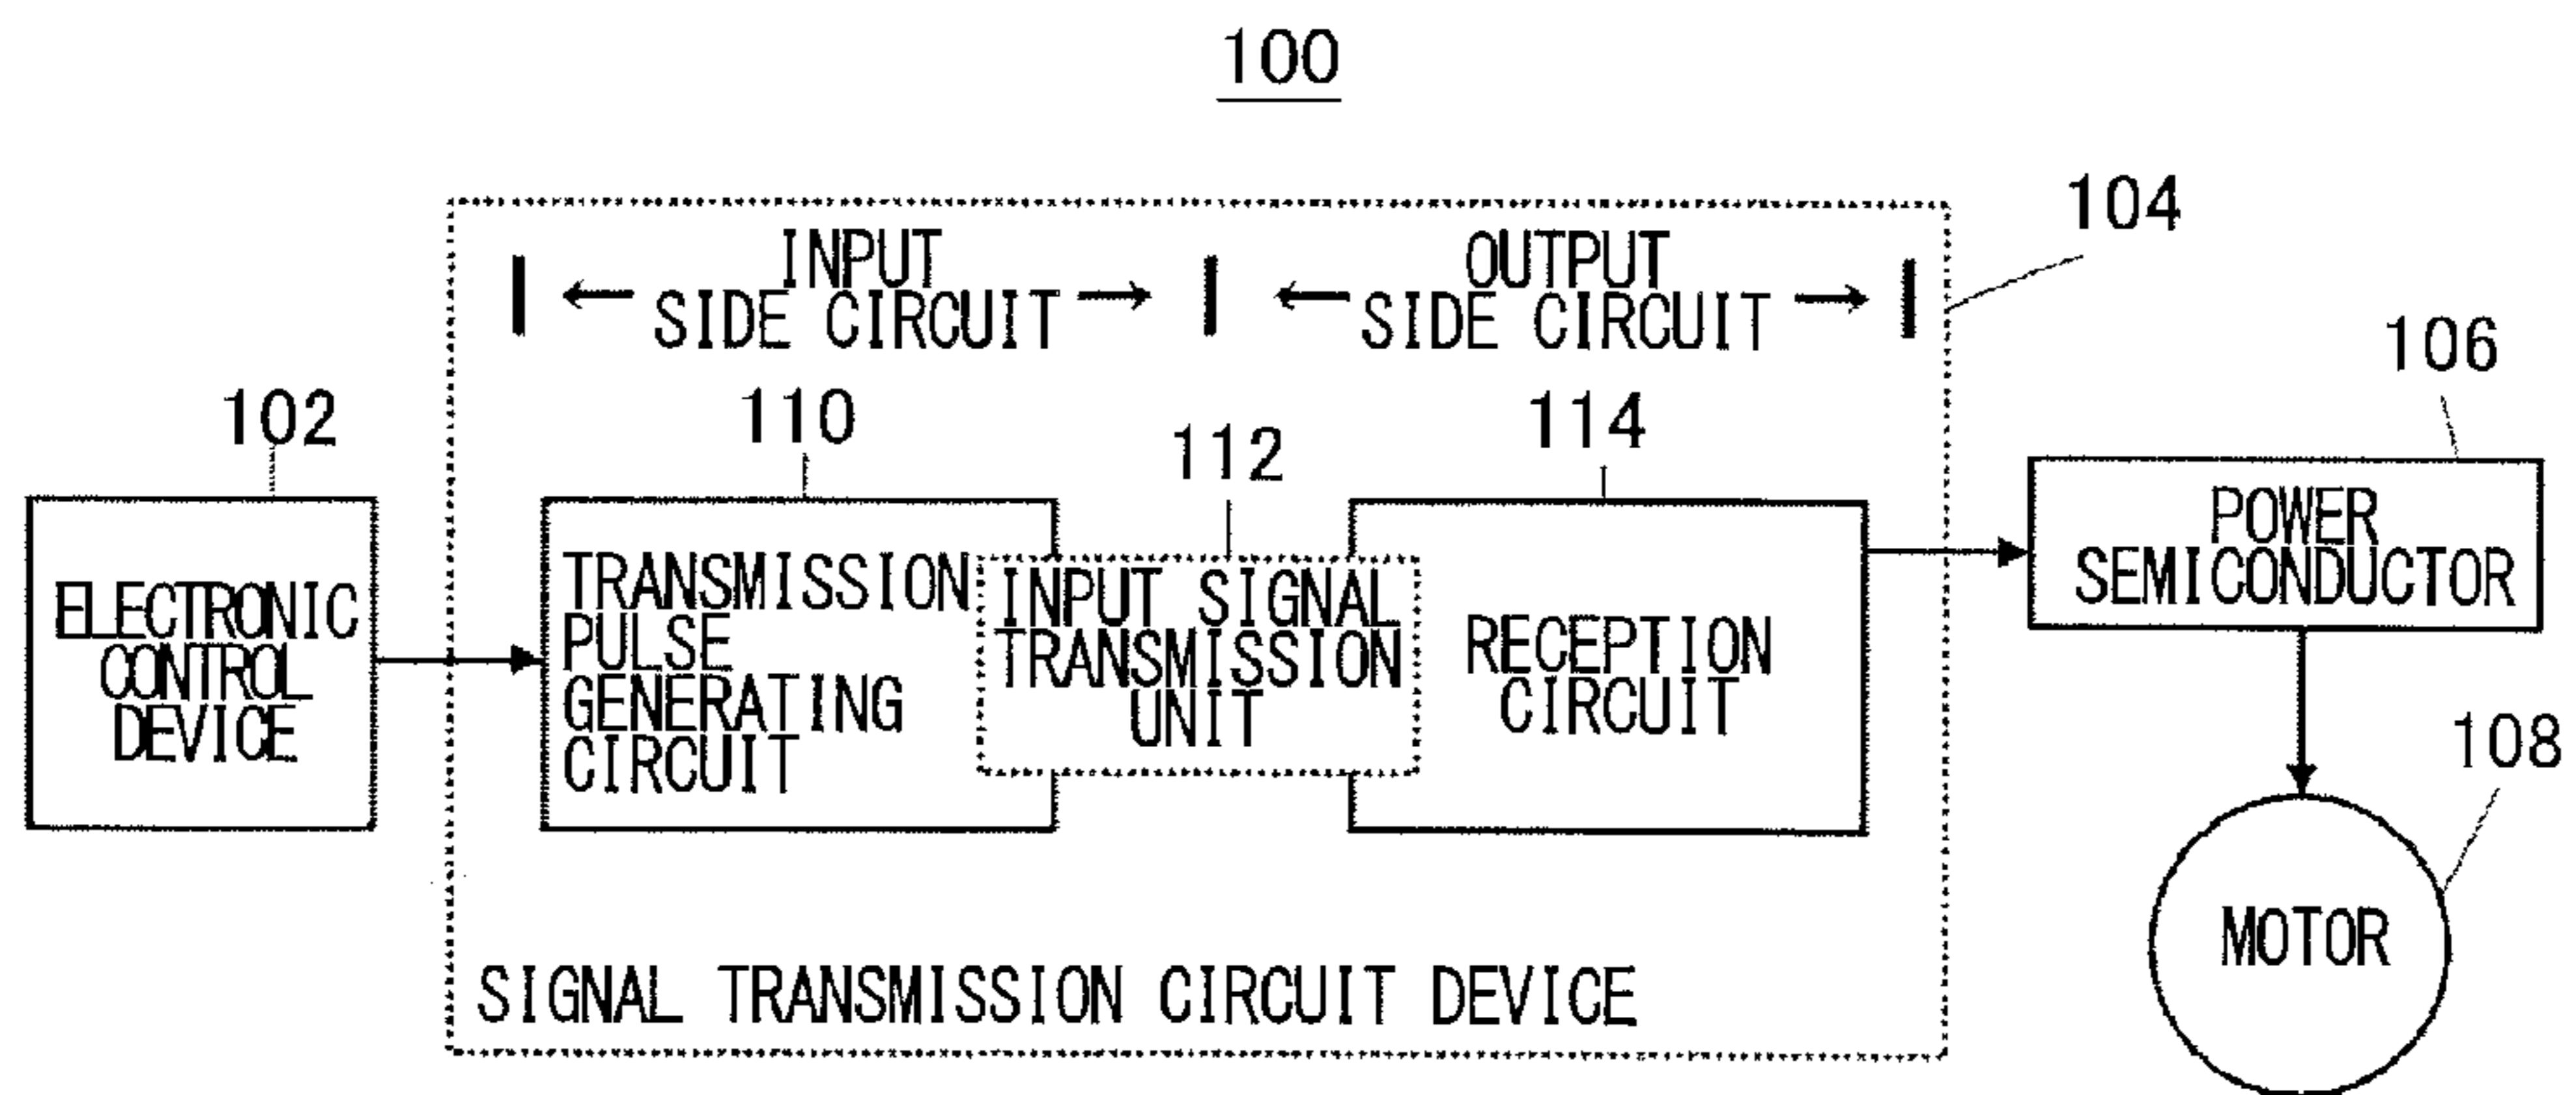 100
104
INPUT
SIDE CIRCUIT
OUTPUT
SIDE CIRCUIT
106
102
110
112
114
ELECTRONIC
CONTROL
DEVICE
TRANSMISSION
PULSE
GENERATING
CIRCUIT
INPUT SIGNAL
TRANSMISSION
UNIT
RECEPTION
CIRCUIT
POWER
SEMICONDUCTOR
108
MOTOR
SIGNAL TRANSMISSION CIRCUIT DEVICE